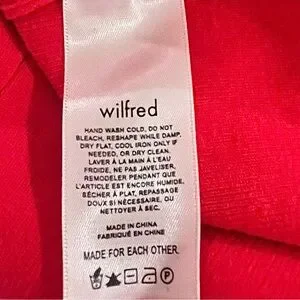 wilfred
HAND WASH COLD, DO NOT
BLEACH, RESHAPE WHILE DAMP,
DRY FLAT, COOL IRON ONLY IF
NEEDED, OR DRY CLEAN.
LAVER À LA MAIN À L'EAU
FROIDE, NE PAS JAVELISER,
REMODELER PENDANT QUE
L'ARTICLE EST ENCORE HUMIDE,
SÉCHER À PLAT, REPASSAGE
DOUX SI NÉCESSAIRE, OU
NETTOYER À SEC.
MADE IN CHINA
FABRIQUÉ EN CHINE
MADE FOR EACH OTHER.
P